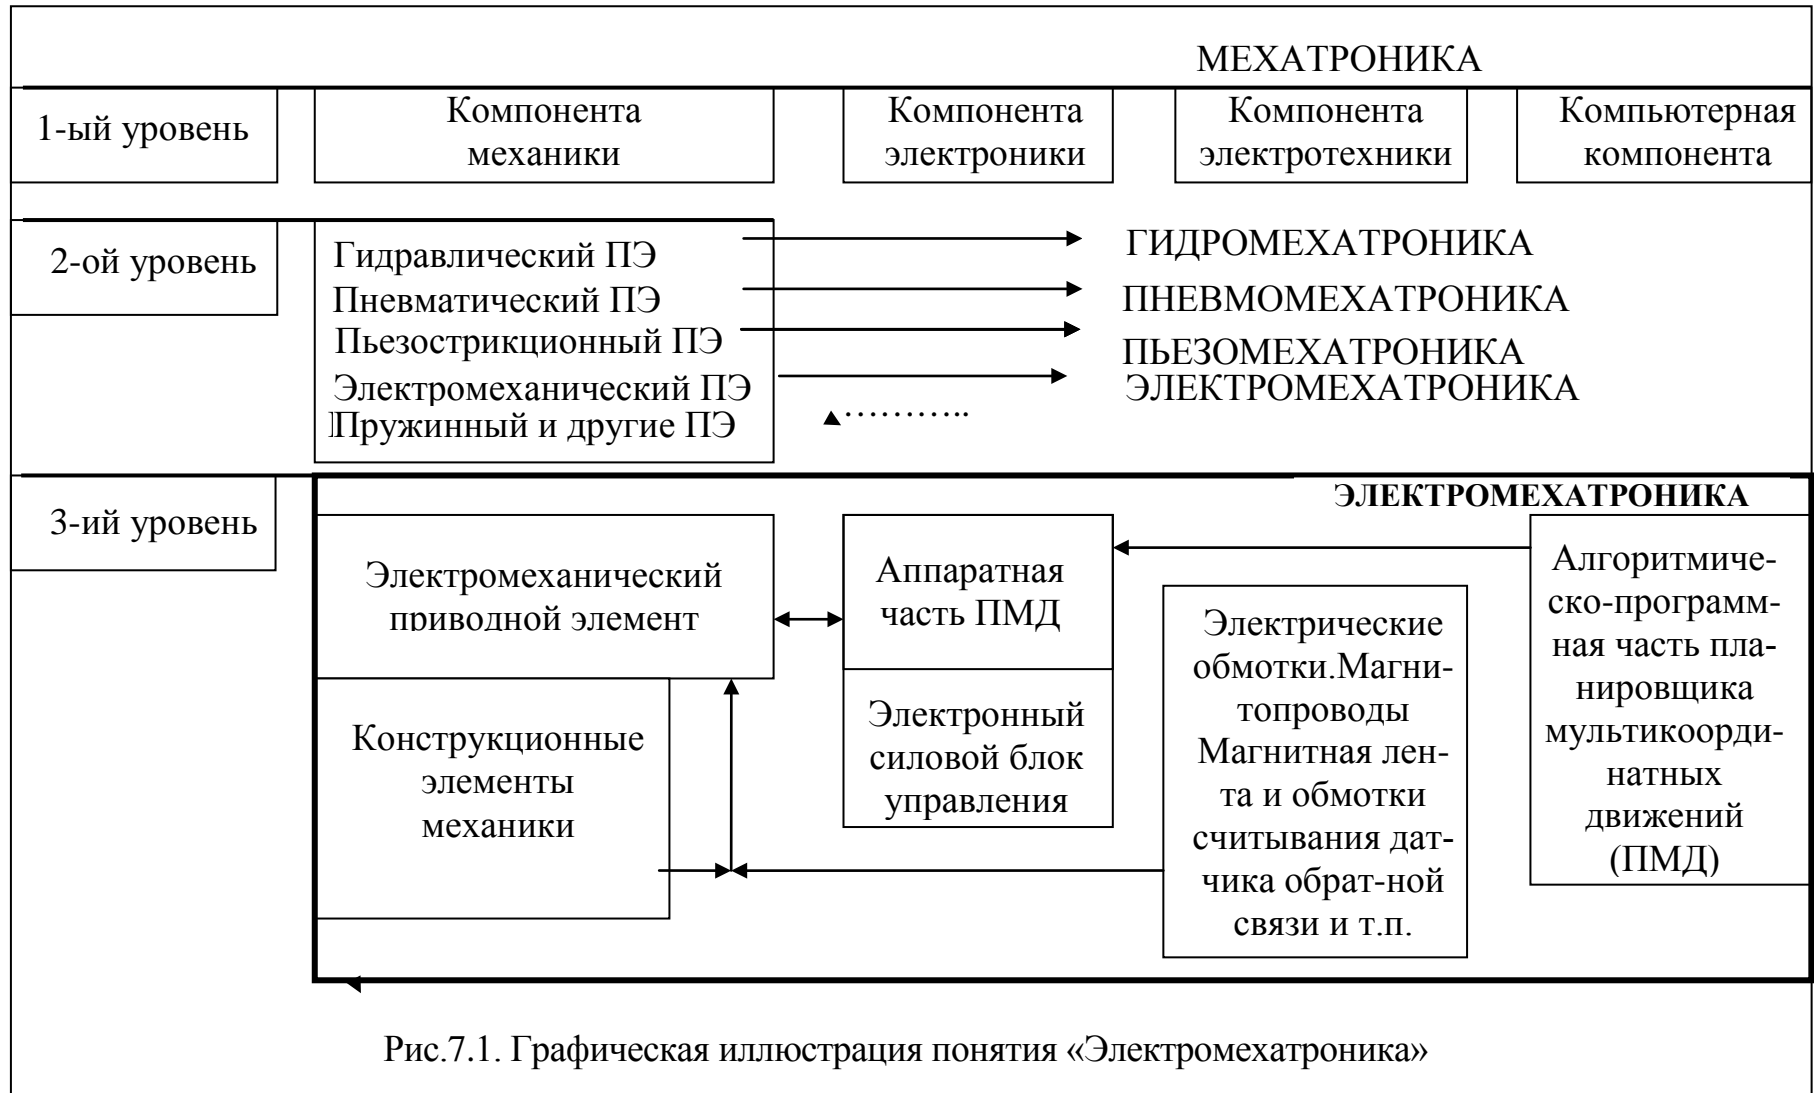 МЕХАТРОНИКА
1-ый уровень
Компонента
механики
Компонента
электроники
Компонента
электротехники
Компьютерная
компонента
2-ой уровень
Гидравлический ПЭ
Пневматический ПЭ
Пьезострикционный ПЭ
Электромеханический ПЭ
Пружинный и другие ПЭ
ГИДРОМЕХАТРОНИКА
ПНЕВМОМЕХАТРОНИКА
ПЬЕЗОМЕХАТРОНИКА
ЭЛЕКТРОМЕХАТРОНИКА
………..
3-ий уровень
ЭЛЕКТРОМЕХАТРОНИКА
Электромеханический
приводной элемент
Конструкционные
элементы
механики
Аппаратная
часть ПМД
Электронный
силовой блок
управления
Электрические
обмотки.Магни-
топроводы
Магнитная лен-
та и обмотки
считывания дат-
чика обрат-ной
связи и т.п.
Алгоритмиче-
ско-программ-
ная часть пла-
нировщика
мультикоорди-
натных
движений
(ПМД)
Рис.7.1. Графическая иллюстрация понятия «Электромехатроника»